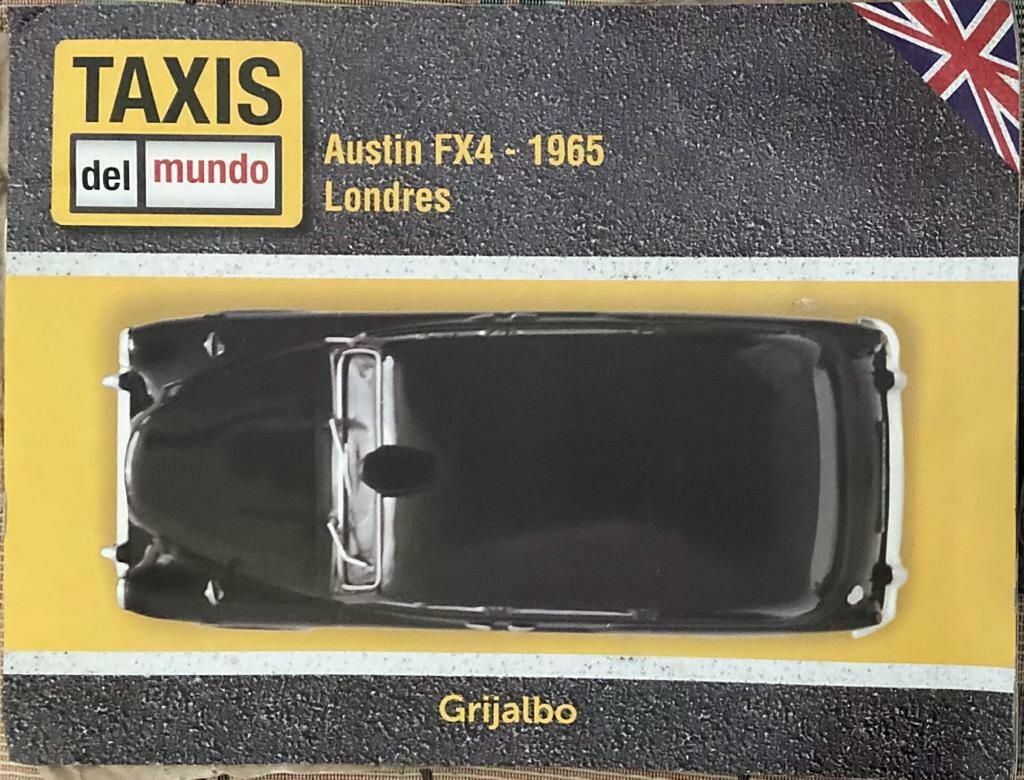 TAXIS
del mundo
Austin FX4 - 1965
Londres
Grijalbo